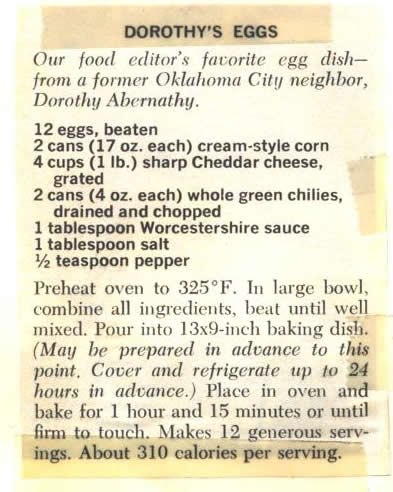 DOROTHY'S EGGS
Our food editor's favorite egg dish—
from a former Oklahoma City neighbor,
Dorothy Abernathy.
12 eggs, beaten
2 cans (17 oz. each) cream-style corn
4 cups (1 lb.) sharp Cheddar cheese,
grated
2 cans (4 oz. each) whole green chilies,
drained and chopped
1 tablespoon Worcestershire sauce
1 tablespoon salt
½ teaspoon pepper
Preheat oven to 325°F. In large bowl,
combine all ingredients, beat until well
mixed. Pour into 13x9-inch baking dish.
(May be prepared in advance to this
point. Cover and refrigerate up to 24
hours in advance.) Place in oven and
bake for 1 hour and 15 minutes or until
firm to touch. Makes 12 generous serv-
ings. About 310 calories per serving.